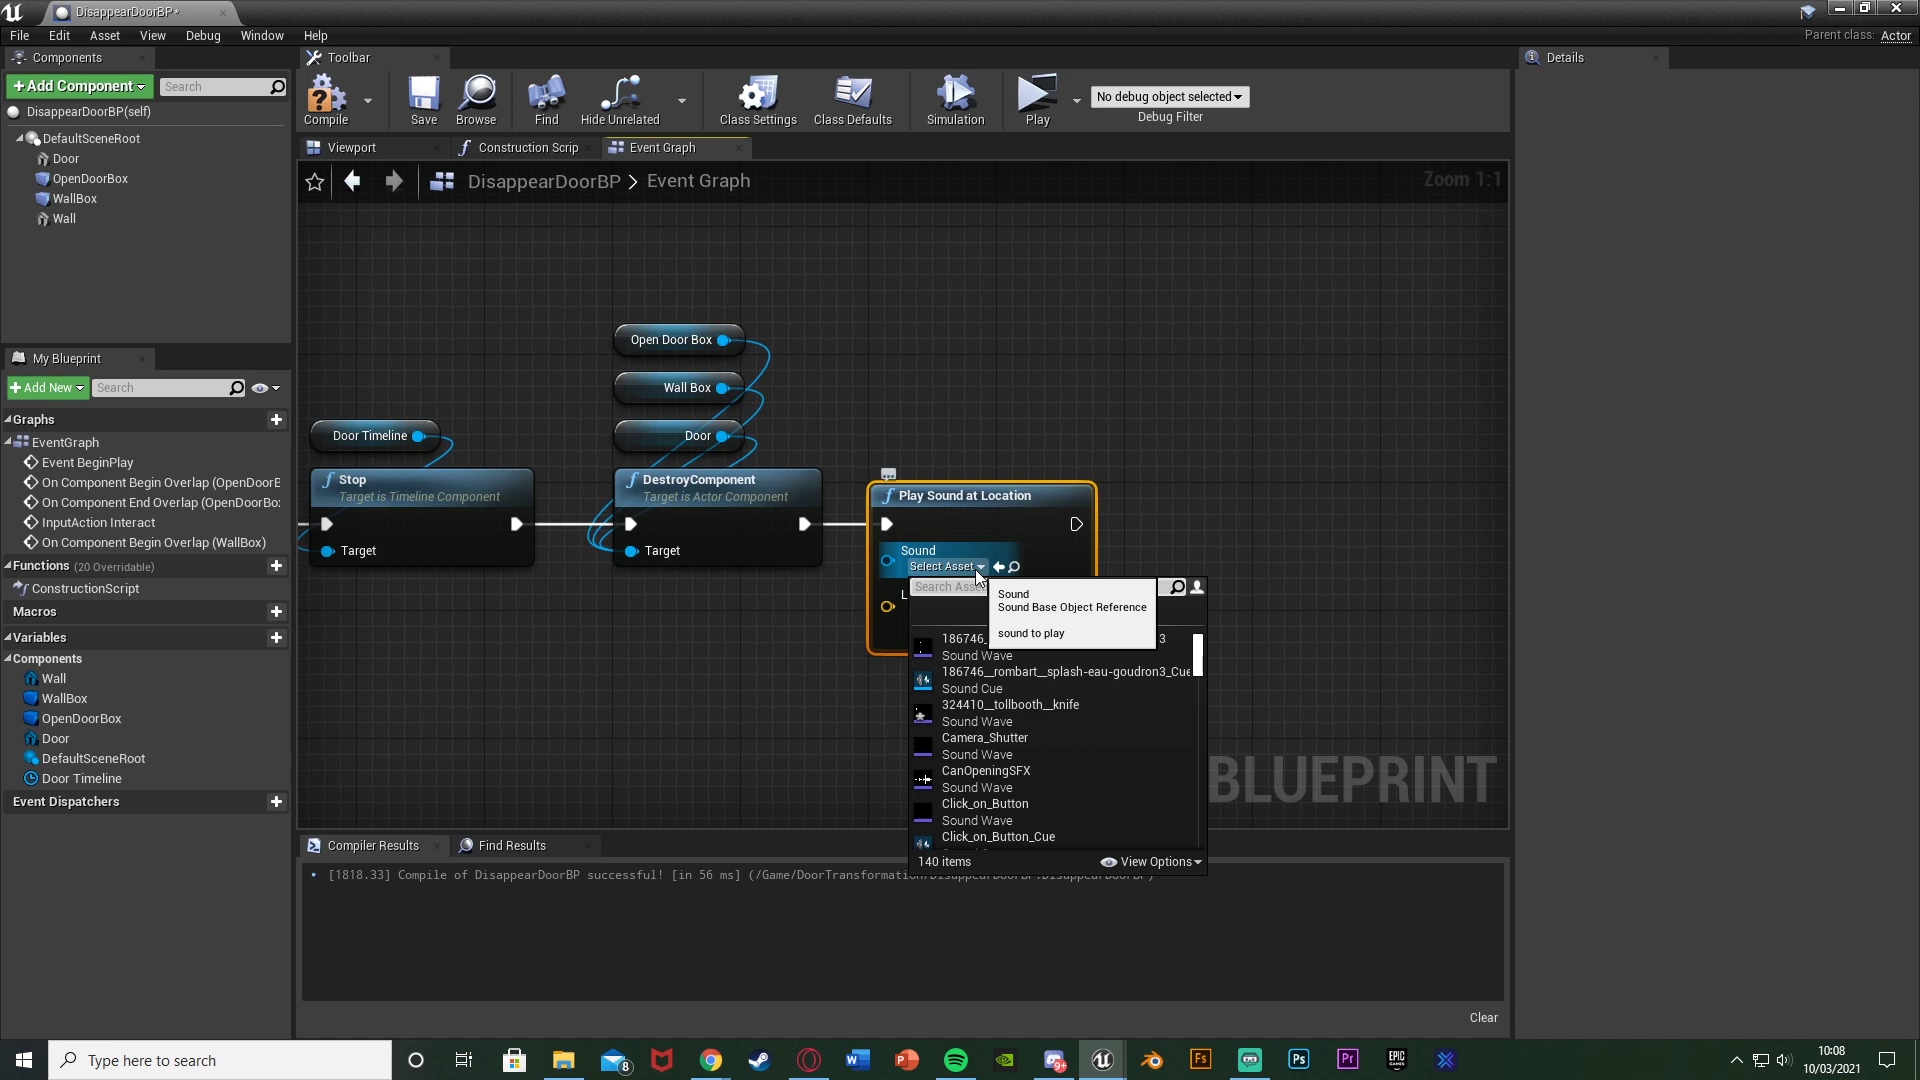 DisappearDoorBP*
File Edit Asset View Debug Window Help
Parent class: Actor
Components
Toolbar
Details
+Add Component
Search
DisappearDoorBP(self)
DefaultSceneRoot
Door
OpenDoorBox
WallBox
Wall
Compile
Save
Browse
Find
Hide Unrelated
Class Settings
Class Defaults
Simulation
Play
No debug object selected
Debug Filter
Viewport
Construction Scrip
Event Graph
DisappearDoorBP > Event Graph
Zoom 1:1
My Blueprint
+Add New
Search
Graphs
EventGraph
Event BeginPlay
On Component Begin Overlap (OpenDoorB
On Component End Overlap (OpenDoorBo
InputAction Interact
On Component Begin Overlap (WallBox)
Functions (20 Overridable)
ConstructionScript
Macros
Variables
Components
Wall
WallBox
OpenDoorBox
Door
DefaultSceneRoot
Door Timeline
Event Dispatchers
Open Door Box
Wall Box
Door
Door Timeline
Stop
Target is Timeline Component
Target
DestroyComponent
Target is Actor Component
Target
Play Sound at Location
Sound
Select Asset
L
Search Asse
Sound
Sound Base Object Reference
sound to play
186746_ 3
Sound Wave
186746__rombart__splash-eau-goudron3_Cue
Sound Cue
324410__tollbooth__knife
Sound Wave
Camera_Shutter
Sound Wave
CanOpeningSFX
Sound Wave
Click_on_Button
Sound Wave
Click_on_Button_Cue
140 items
View Options
BLUEPRINT
Compiler Results
Find Results
[1818.33] Compile of DisappearDoorBP successful! [in 56 ms] (/Game/DoorTransformation/DisappearDoorBP.DisappearDoorBP)
Clear
Type here to search
8
9+
10:08
10/03/2021